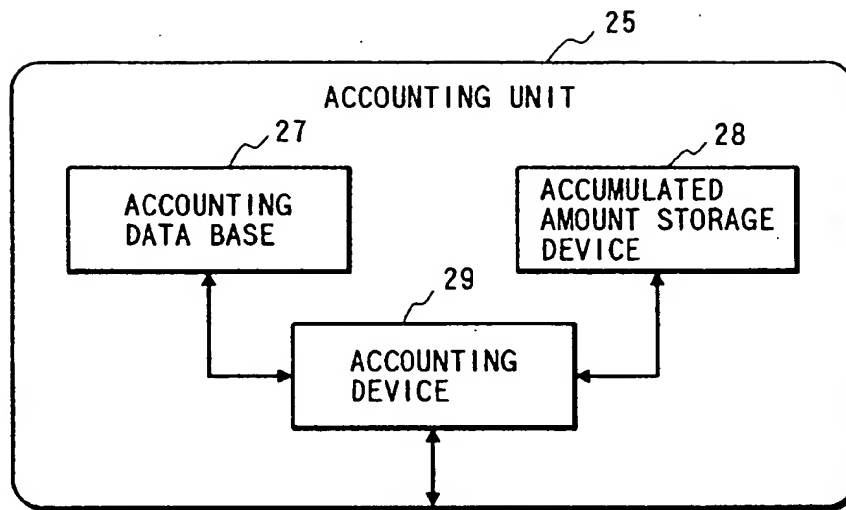 25
ACCOUNTING UNIT
27
28
ACCOUNTING
DATA BASE
ACCUMULATED
AMOUNT STORAGE
DEVICE
29
ACCOUNTING
DEVICE